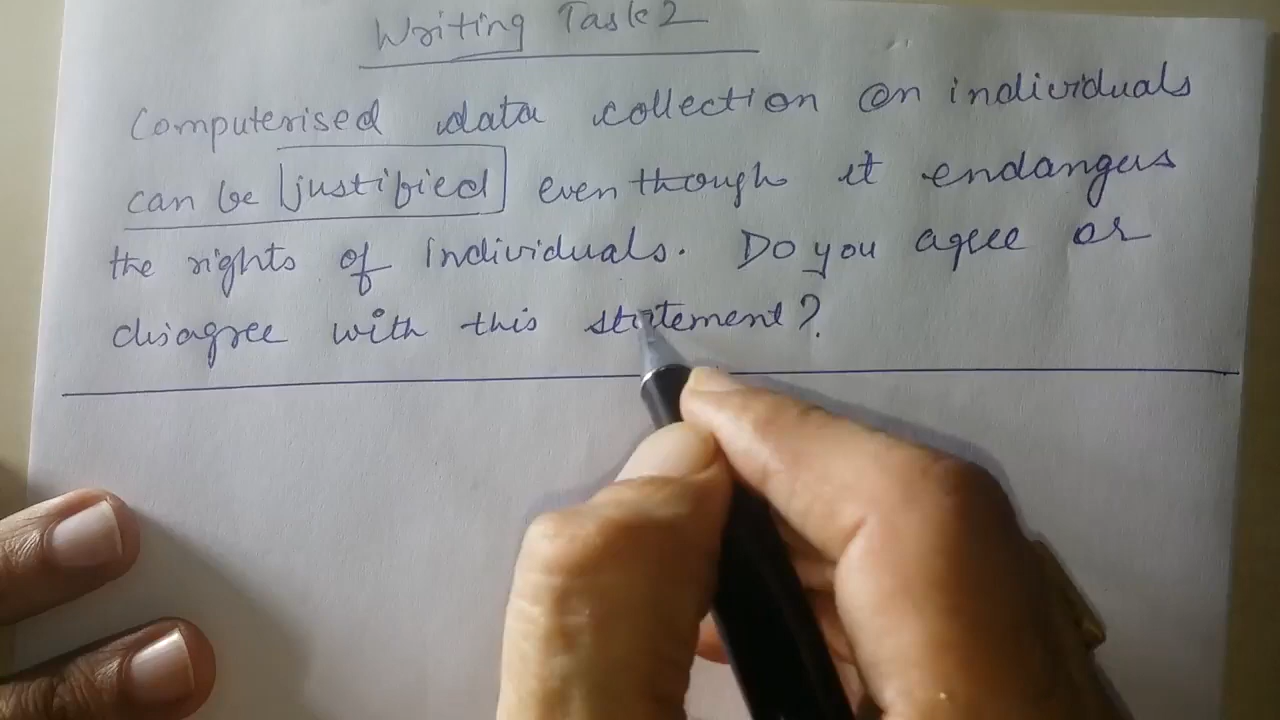 Writing Task 2
Computerised data collection on individuals
can be justified even though it endangers
the rights of individuals. Do you agree or
disagree with this statement?